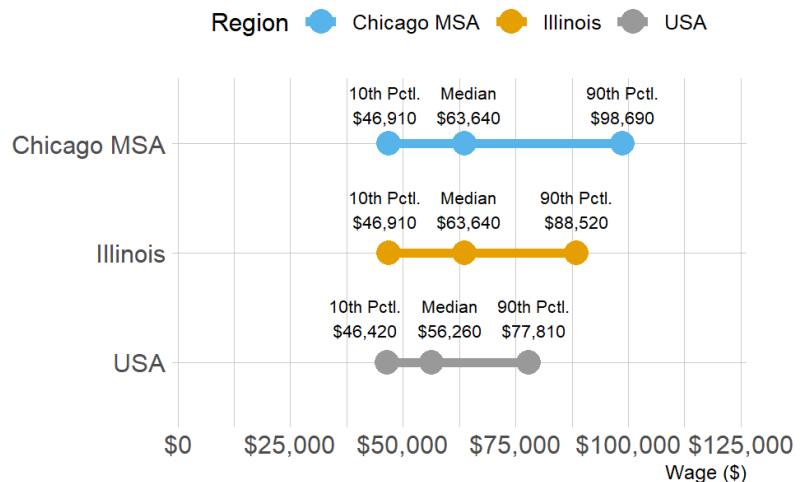 Region Chicago MSA Illinois USA
10th Pctl. Median 90th Pctl.
$46,910 $63,640 $98,690
Chicago MSA
10th Pctl. Median 90th Pctl.
$46,910 $63,640 $88,520
Illinois
10th Pctl. Median 90th Pctl.
$46,420 $56,260 $77,810
USA
$0 $25,000 $50,000 $75,000 $100,000 $125,000
Wage ($)